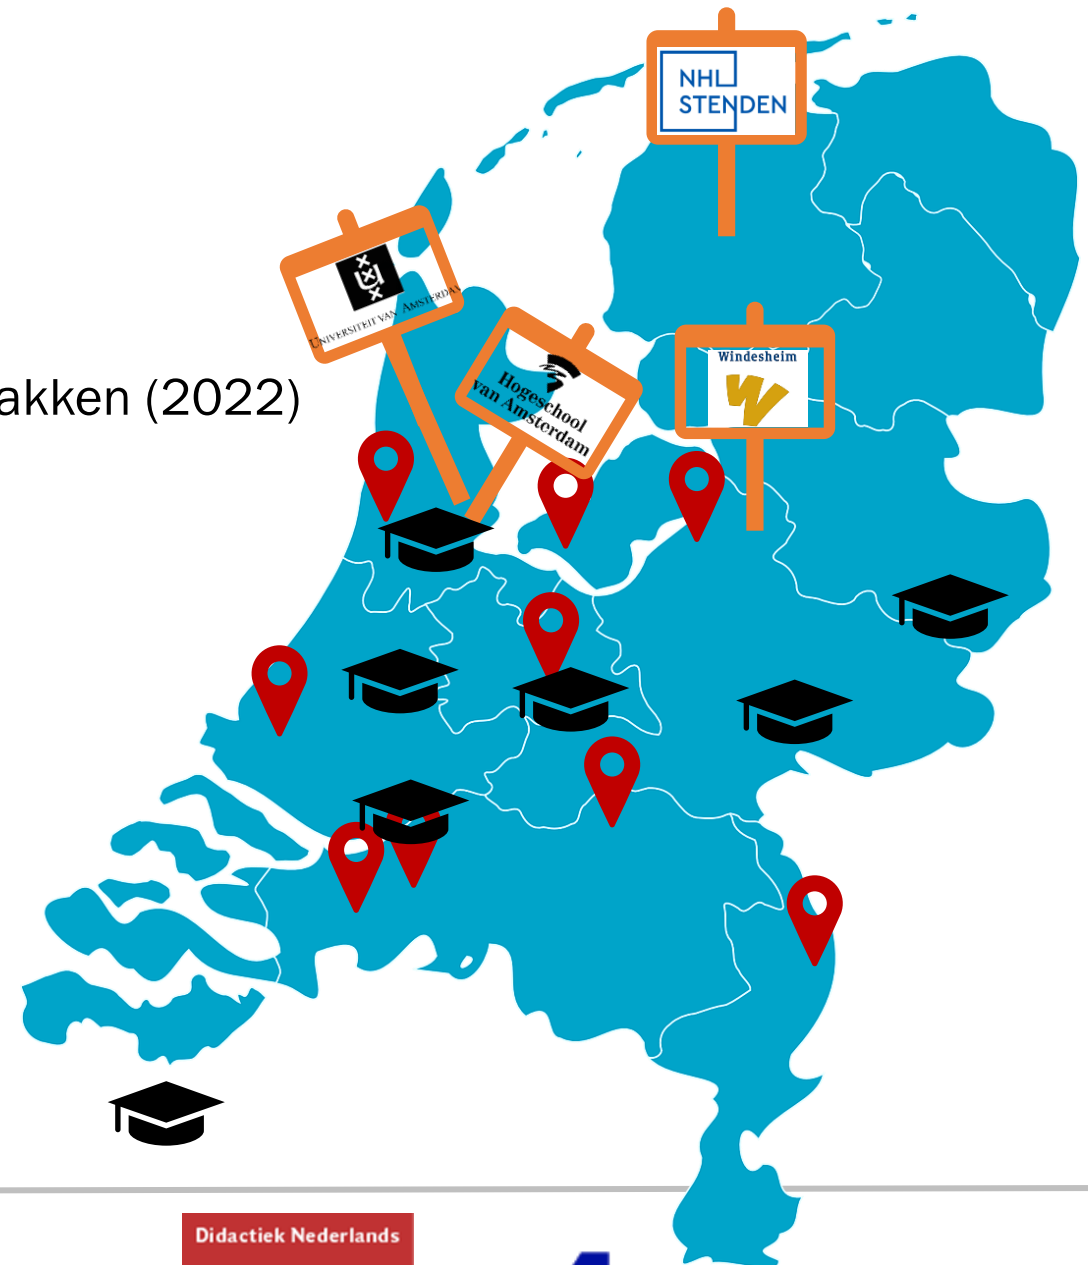 NHL
STENDEN
UNIVERSITEIT VAN AMSTERDAM
Windesheim
Hogeschool
van Amsterdam
akken (2022)
Didactiek Nederlands